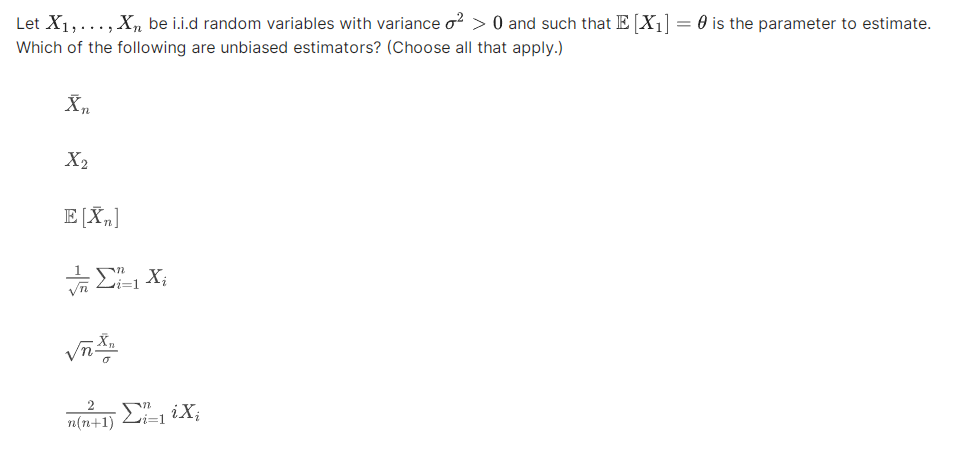 Let $X_1, \ldots, X_n$ be i.i.d random variables with variance $\sigma^2 > 0$ and such that $\mathbb{E}[X_1] = \theta$ is the parameter to estimate.
Which of the following are unbiased estimators? (Choose all that apply.)
$\bar{X}_n$
$X_2$
$\mathbb{E}[\bar{X}_n]$
$\frac{1}{\sqrt{n}} \sum_{i=1}^{n} X_i$
$\sqrt{n} \frac{\bar{X}_n}{\sigma}$
$\frac{2}{n(n+1)} \sum_{i=1}^{n} iX_i$